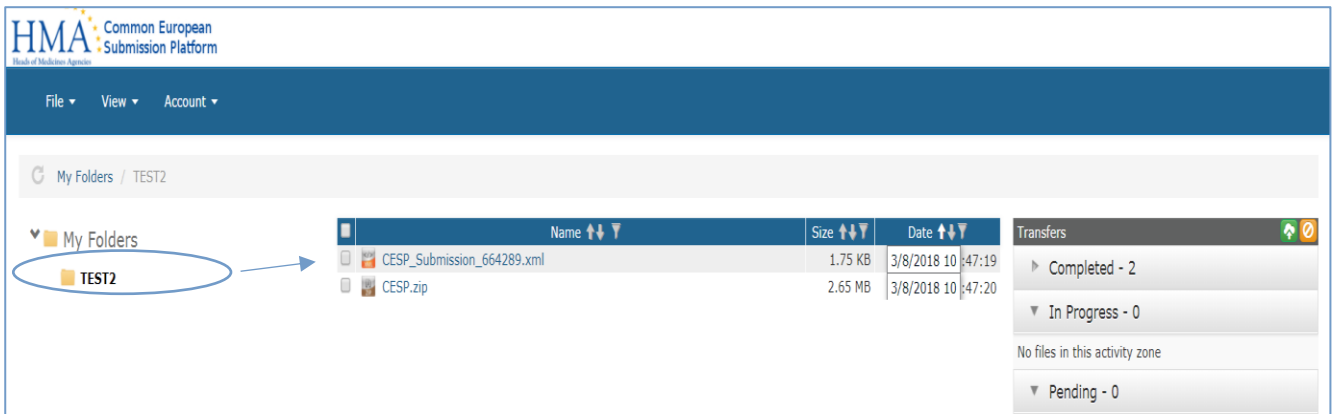 HMA Common European
Submission Platform
Heads of Medicines Agencies
File View Account
My Folders / TEST2
My Folders
TEST2
Name Size Date
CESP_Submission_664289.xml 1.75 KB 3/8/2018 10:47:19
CESP.zip 2.65 MB 3/8/2018 10:47:20
Transfers
Completed - 2
In Progress - 0
No files in this activity zone
Pending - 0